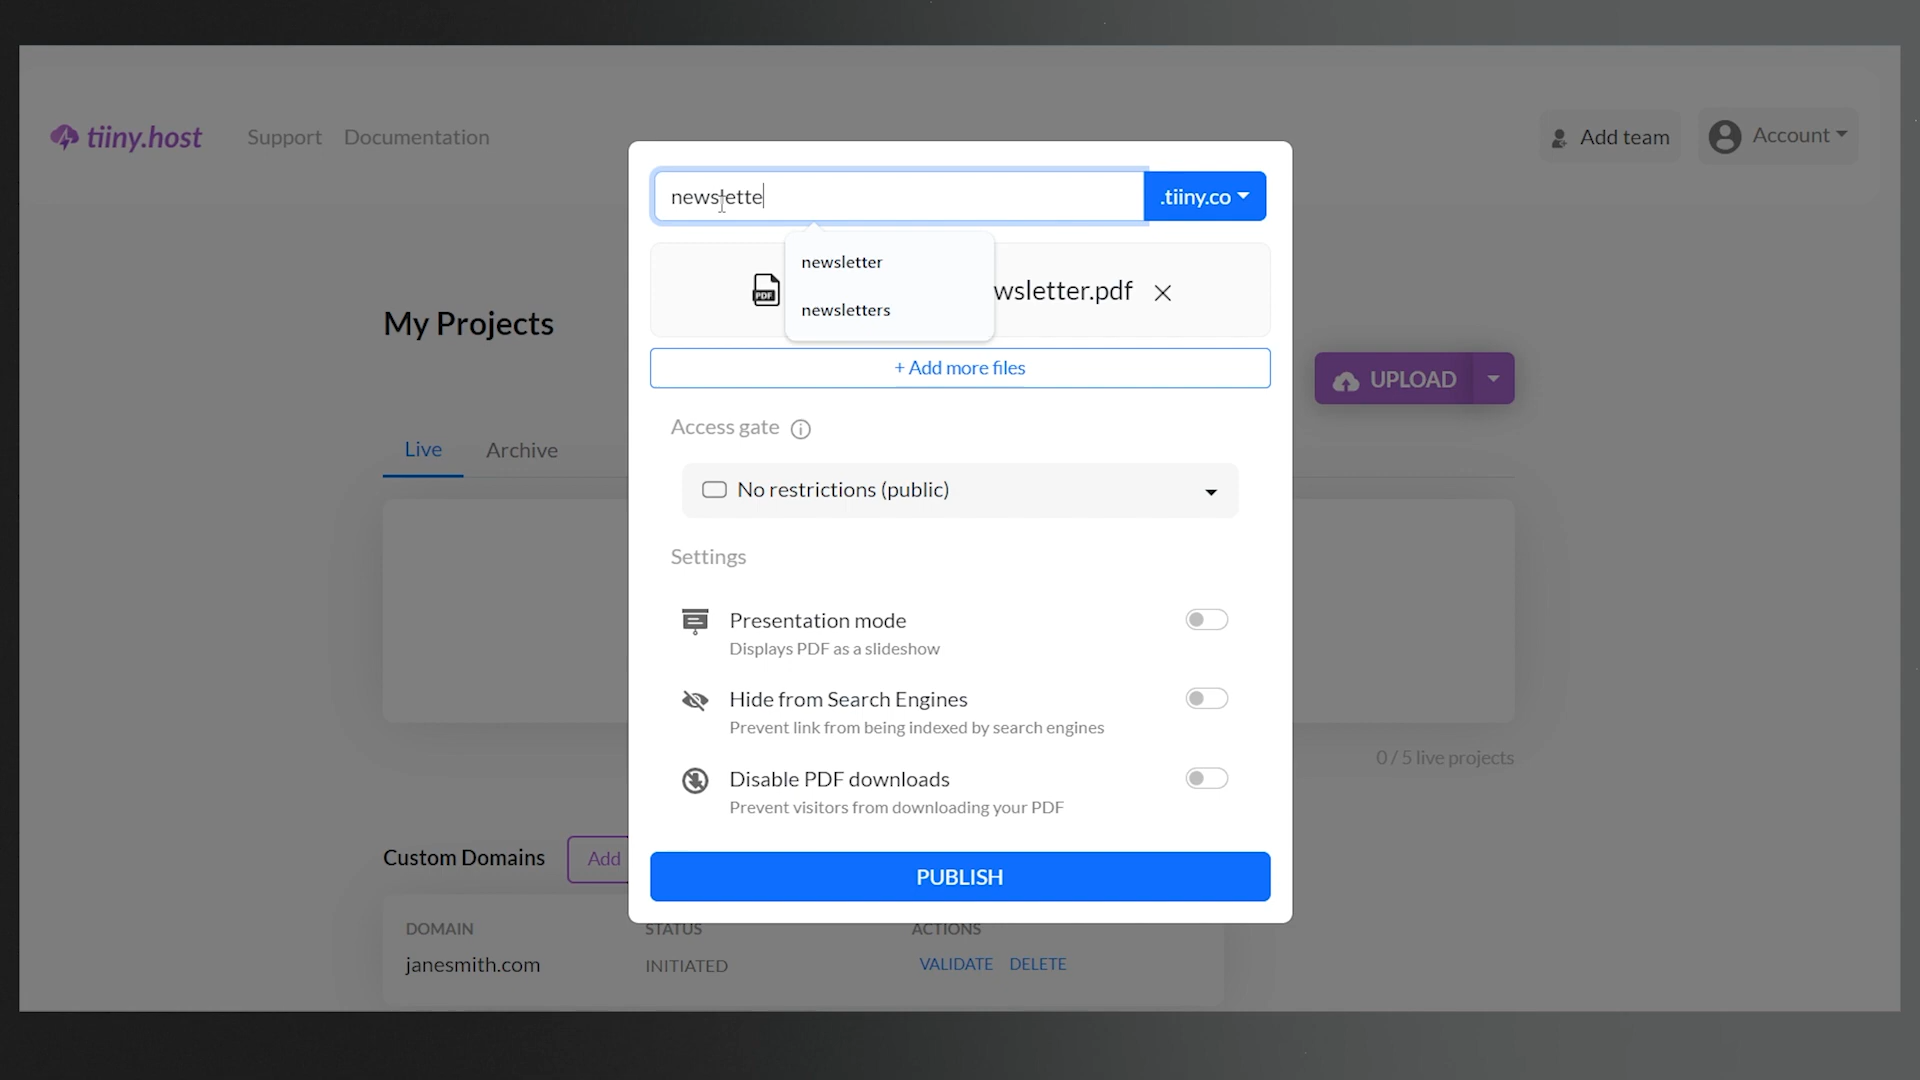 tiiny.host
Support
Documentation
Add team
Account
newslette
.tiiny.co
newsletter
newsletters
PDF
wsletter.pdf
+ Add more files
My Projects
UPLOAD
Access gate
Live
Archive
No restrictions (public)
Settings
Presentation mode
Displays PDF as a slideshow
Hide from Search Engines
Prevent link from being indexed by search engines
0 / 5 live projects
Disable PDF downloads
Prevent visitors from downloading your PDF
Custom Domains
Add
PUBLISH
DOMAIN
STATUS
ACTIONS
janesmith.com
INITIATED
VALIDATE
DELETE